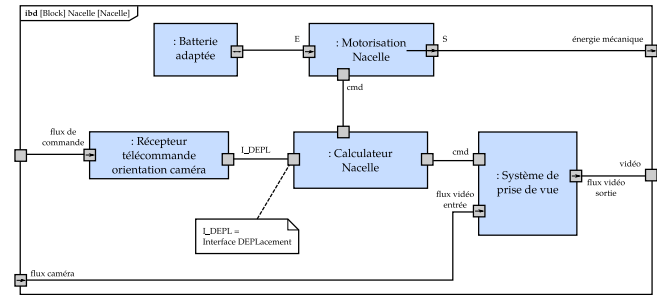 ibd [Block] Nacelle [Nacelle]
: Batterie
adaptée
E
: Motorisation
Nacelle
S
énergie mécanique
cmd
flux de
commande
: Récepteur
télécommande
orientation caméra
I_DEPL
: Calculateur
Nacelle
cmd
: Système de
prise de vue
vidéo
flux vidéo
sortie
flux vidéo
entrée
I_DEPL =
Interface DEPLacement
flux caméra